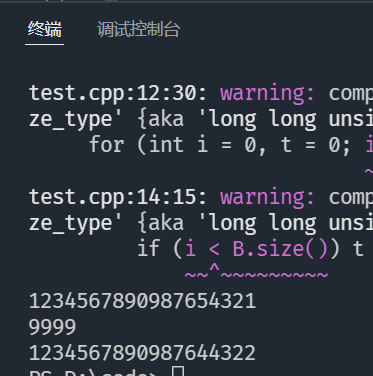 终端 调试控制台
test.cpp:12:30: warning: comp
ze_type' {aka 'long long unsi
for (int i = 0, t = 0; i
~
test.cpp:14:15: warning: comp
ze_type' {aka 'long long unsi
if (i < B.size()) t
~~^~~~~~~~~~
1234567890987654321
9999
1234567890987644322
PS D:\code>